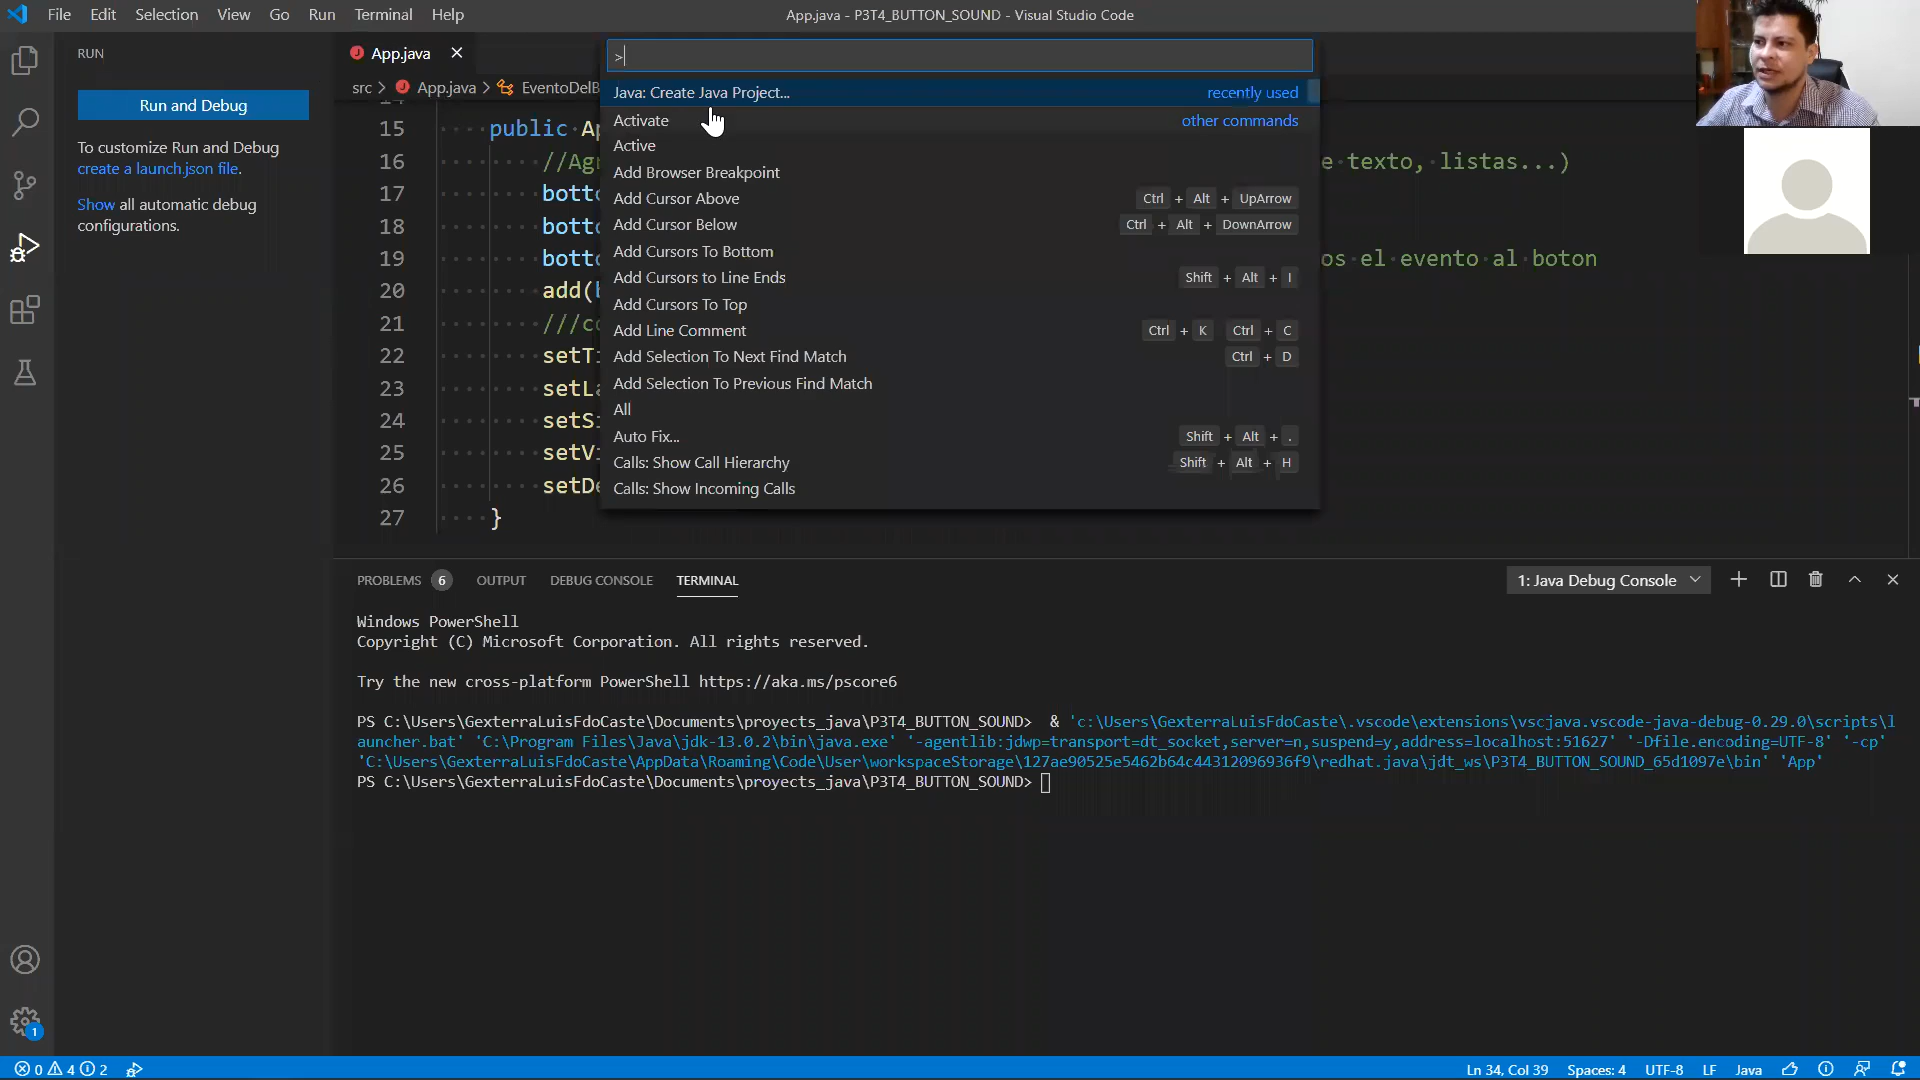 File Edit Selection View Go Run Terminal Help
App.java - P3T4_BUTTON_SOUND - Visual Studio Code
RUN
Run and Debug
To customize Run and Debug
create a launch.json file.
Show all automatic debug
configurations.
App.java
src > App.java >
>
Java: Create Java Project... recently used
Activate other commands
Active
Add Browser Breakpoint
Add Cursor Above Ctrl + Alt + UpArrow
Add Cursor Below Ctrl + Alt + DownArrow
Add Cursors To Bottom
Add Cursors to Line Ends Shift + Alt + I
Add Cursors To Top
Add Line Comment Ctrl + K Ctrl + C
Add Selection To Next Find Match Ctrl + D
Add Selection To Previous Find Match
All
Auto Fix... Shift + Alt + .
Calls: Show Call Hierarchy Shift + Alt + H
Calls: Show Incoming Calls
15 public
16 texto, listas...)
17
18
19 el evento al boton
20 add(
21
22
23
24
25
26
27 }
PROBLEMS 6 OUTPUT DEBUG CONSOLE TERMINAL
1: Java Debug Console
Windows PowerShell
Copyright (C) Microsoft Corporation. All rights reserved.
Try the new cross-platform PowerShell https://aka.ms/pscore6
PS C:\Users\GexterraLuisFdoCaste\Documents\proyects_java\P3T4_BUTTON_SOUND> & 'c:\Users\GexterraLuisFdoCaste\.vscode\extensions\vscjava.vscode-java-debug-0.29.0\scripts\l
auncher.bat' 'C:\Program Files\Java\jdk-13.0.2\bin\java.exe' '-agentlib:jdwp=transport=dt_socket,server=n,suspend=y,address=localhost:51627' '-Dfile.encoding=UTF-8' '-cp'
'C:\Users\GexterraLuisFdoCaste\AppData\Roaming\Code\User\workspaceStorage\127ae90525e5462b64c44312096936f9\redhat.java\jdt_ws\P3T4_BUTTON_SOUND_65d1097e\bin' 'App'
PS C:\Users\GexterraLuisFdoCaste\Documents\proyects_java\P3T4_BUTTON_SOUND>
1
0 4 2
Ln 34, Col 39 Spaces: 4 UTF-8 LF Java